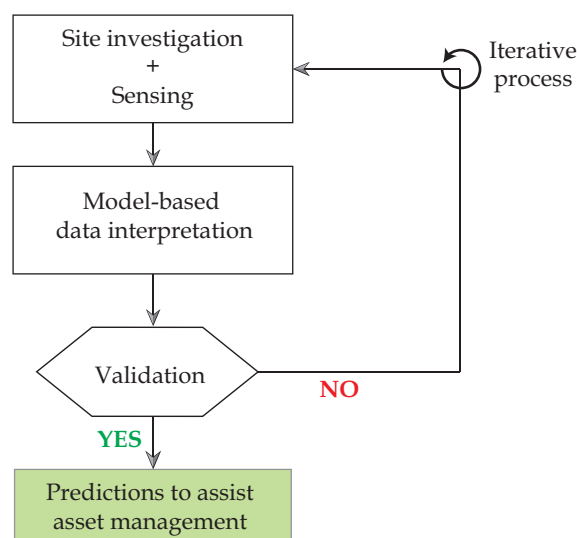 Site investigation
+
Sensing
Iterative
process
Model-based
data interpretation
Validation
NO
YES
Predictions to assist
asset management